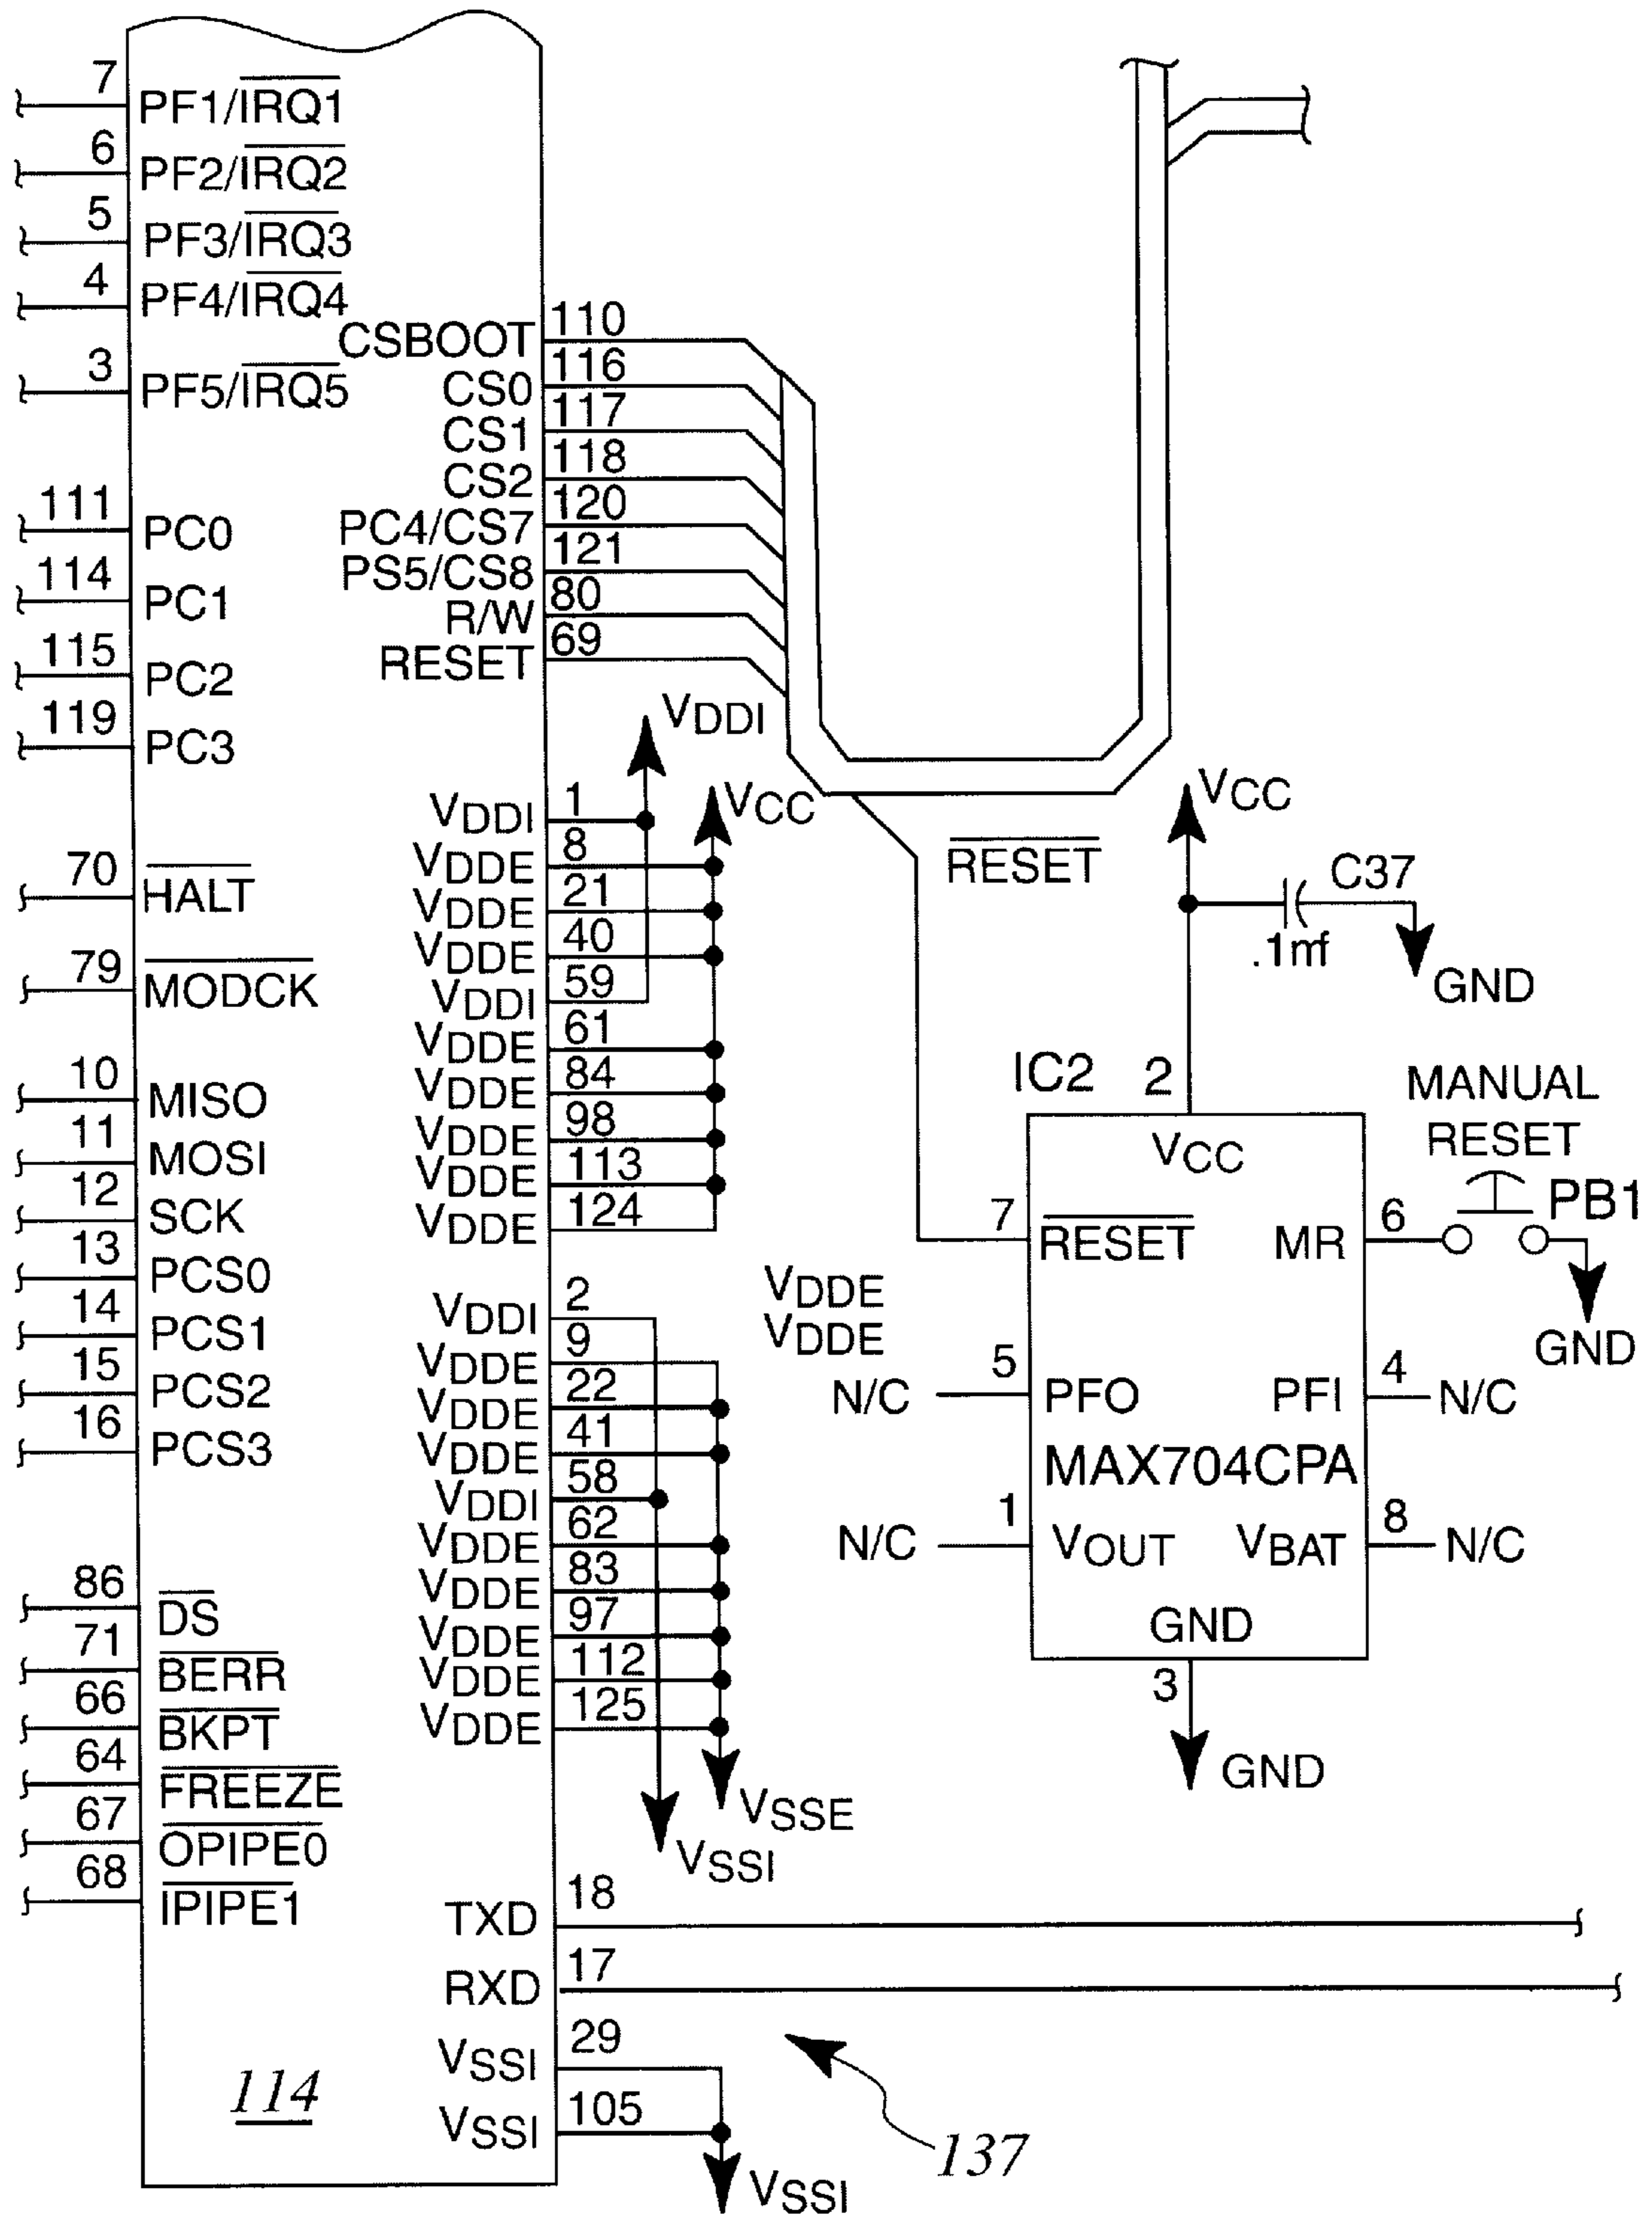 7
PF1/IRQ1
6
PF2/IRQ2
5
PF3/IRQ3
4
PF4/IRQ4
3
PF5/IRQ5
111
PC0
114
PC1
115
PC2
119
PC3
70
HALT
79
MODCK
10
MISO
11
MOSI
12
SCK
13
PCS0
14
PCS1
15
PCS2
16
PCS3
86
DS
71
BERR
66
BKPT
64
FREEZE
67
OPIPE0
68
IPIPE1
114
CSBOOT 110
CS0 116
CS1 117
CS2 118
PC4/CS7 120
PS5/CS8 121
R/W 80
RESET 69
VDDI
VCC
VDDI 1
VDDE 8
VDDE 21
VDDE 40
VDDI 59
VDDE 61
VDDE 84
VDDE 98
VDDE 113
VDDE 124
VDDI 2
VDDE 9
VDDE 22
VDDE 41
VDDI 58
VDDE 62
VDDE 83
VDDE 97
VDDE 112
VDDE 125
VSSE
VSSI
TXD 18
RXD 17
VSSI 29
VSSI 105
VSSI
137
RESET
VCC
C37
.1mf
GND
IC2 2
MANUAL
RESET
PB1
VCC
7 RESET MR 6
GND
VDDE
VDDE
N/C 5 PFO PFI 4 N/C
MAX704CPA
N/C 1 VOUT VBAT 8 N/C
GND
3
GND